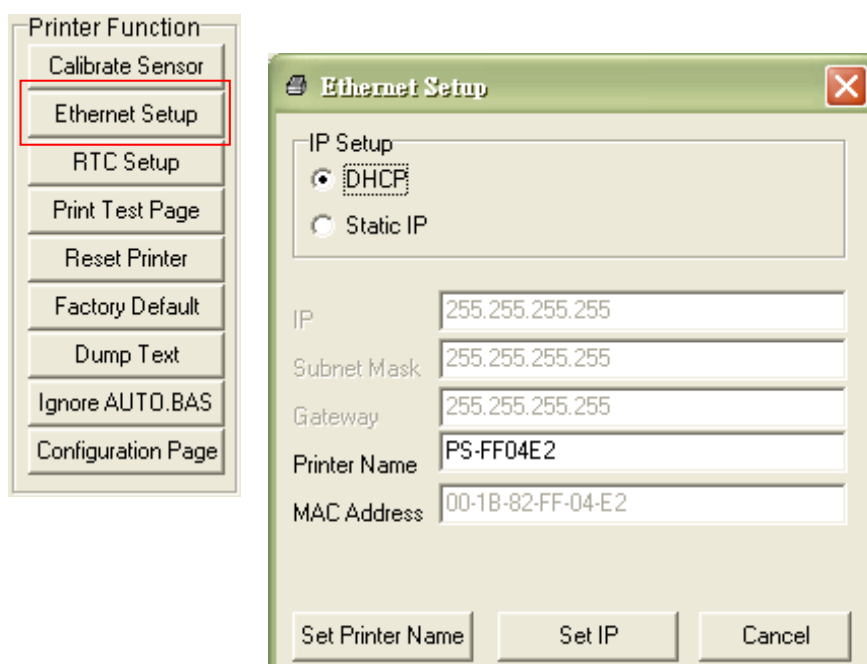 Printer Function
Calibrate Sensor
Ethernet Setup
RTC Setup
Print Test Page
Reset Printer
Factory Default
Dump Text
Ignore AUTO.BAS
Configuration Page
Ethernet Setup
IP Setup
DHCP
Static IP
IP 255.255.255.255
Subnet Mask 255.255.255.255
Gateway 255.255.255.255
Printer Name PS-FF04E2
MAC Address 00-1B-82-FF-04-E2
Set Printer Name Set IP Cancel